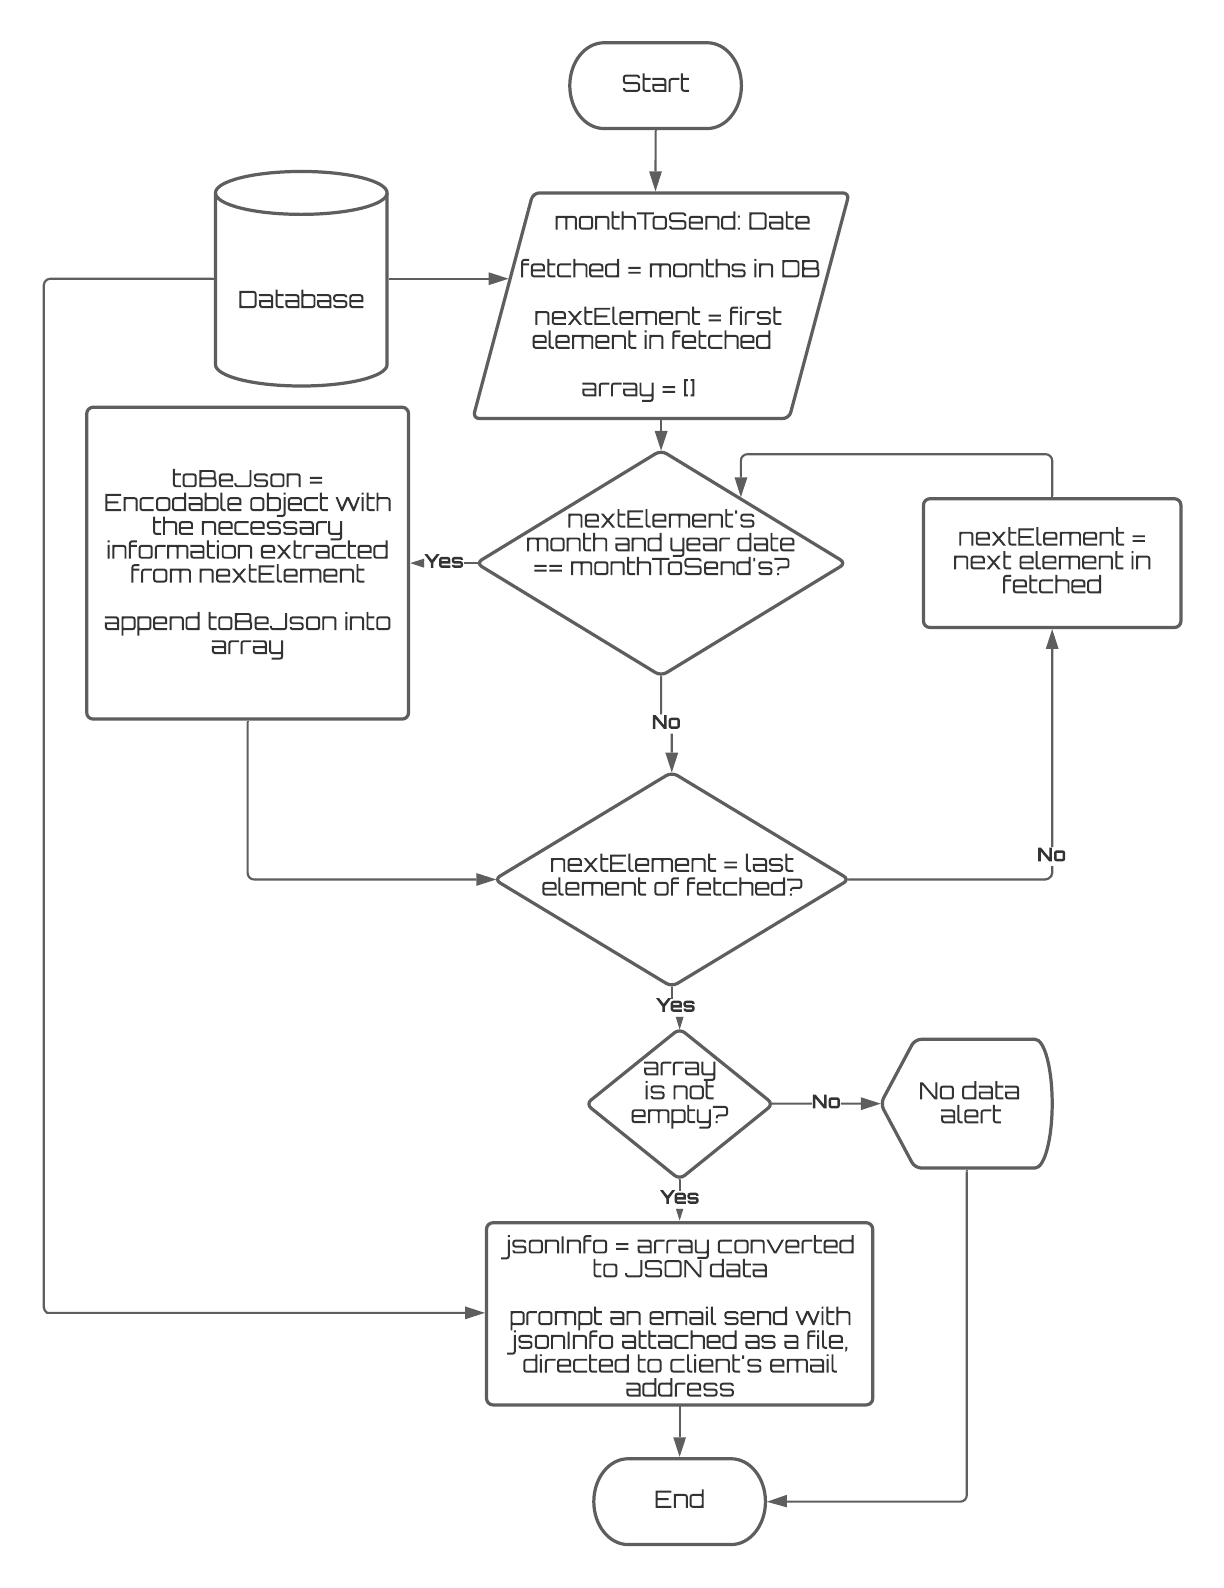 Start
monthToSend: Date
fetched = months in DB
nextElement = first
element in fetched
array = []
Database
toBeJson =
Encodable object with
the necessary
information extracted
from nextElement
append toBeJson into
array
Yes
nextElement's
month and year date
== monthToSend's?
nextElement =
next element in
fetched
No
nextElement = last
element of fetched?
No
Yes
array
is not
empty?
No
No data
alert
Yes
jsonInfo = array converted
to JSON data
prompt an email send with
jsonInfo attached as a file,
directed to client's email
address
End